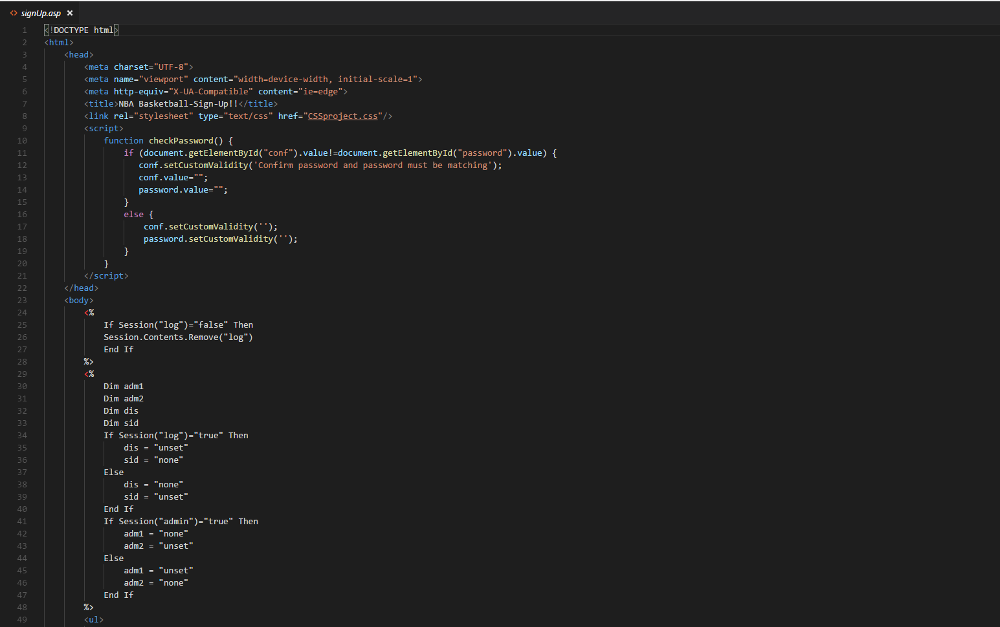 <> signUp.asp ×
1 <!DOCTYPE html>
2 <html>
3 <head>
4 <meta charset="UTF-8">
5 <meta name="viewport" content="width=device-width, initial-scale=1">
6 <meta http-equiv="X-UA-Compatible" content="ie=edge">
7 <title>NBA Basketball-Sign-Up!!</title>
8 <link rel="stylesheet" type="text/css" href="CSSproject.css"/>
9 <script>
10 function checkPassword() {
11 if (document.getElementById("conf").value!=document.getElementById("password").value) {
12 conf.setCustomValidity('Confirm password and password must be matching');
13 conf.value="";
14 password.value="";
15 }
16 else {
17 conf.setCustomValidity('');
18 password.setCustomValidity('');
19 }
20 }
21 </script>
22 </head>
23 <body>
24 <%
25 If Session("log")="false" Then
26 Session.Contents.Remove("log")
27 End If
28 %>
29 <%
30 Dim adm1
31 Dim adm2
32 Dim dis
33 Dim sid
34 If Session("log")="true" Then
35 dis = "unset"
36 sid = "none"
37 Else
38 dis = "none"
39 sid = "unset"
40 End If
41 If Session("admin")="true" Then
42 adm1 = "none"
43 adm2 = "unset"
44 Else
45 adm1 = "unset"
46 adm2 = "none"
47 End If
48 %>
49 <ul>